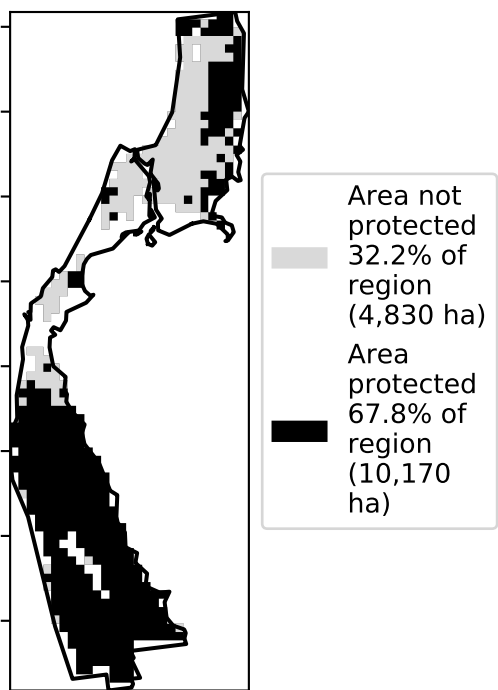 Area not
protected
32.2% of
region
(4,830 ha)
Area
protected
67.8% of
region
(10,170
ha)